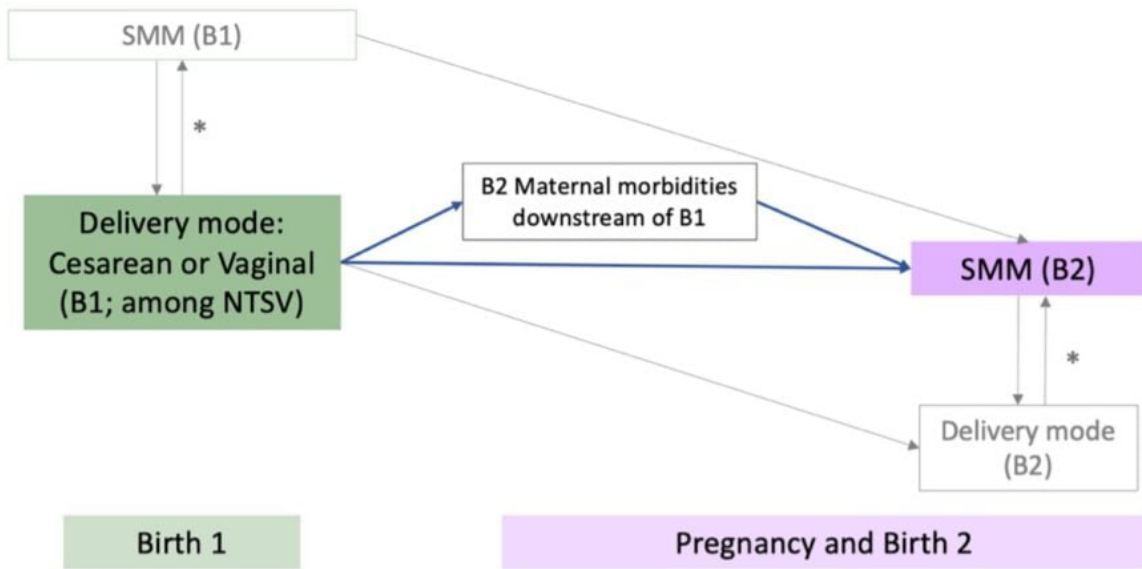 SMM (B1)
*
B2 Maternal morbidities
downstream of B1
Delivery mode:
Cesarean or Vaginal
(B1; among NTSV)
SMM (B2)
*
Delivery mode
(B2)
Birth 1
Pregnancy and Birth 2